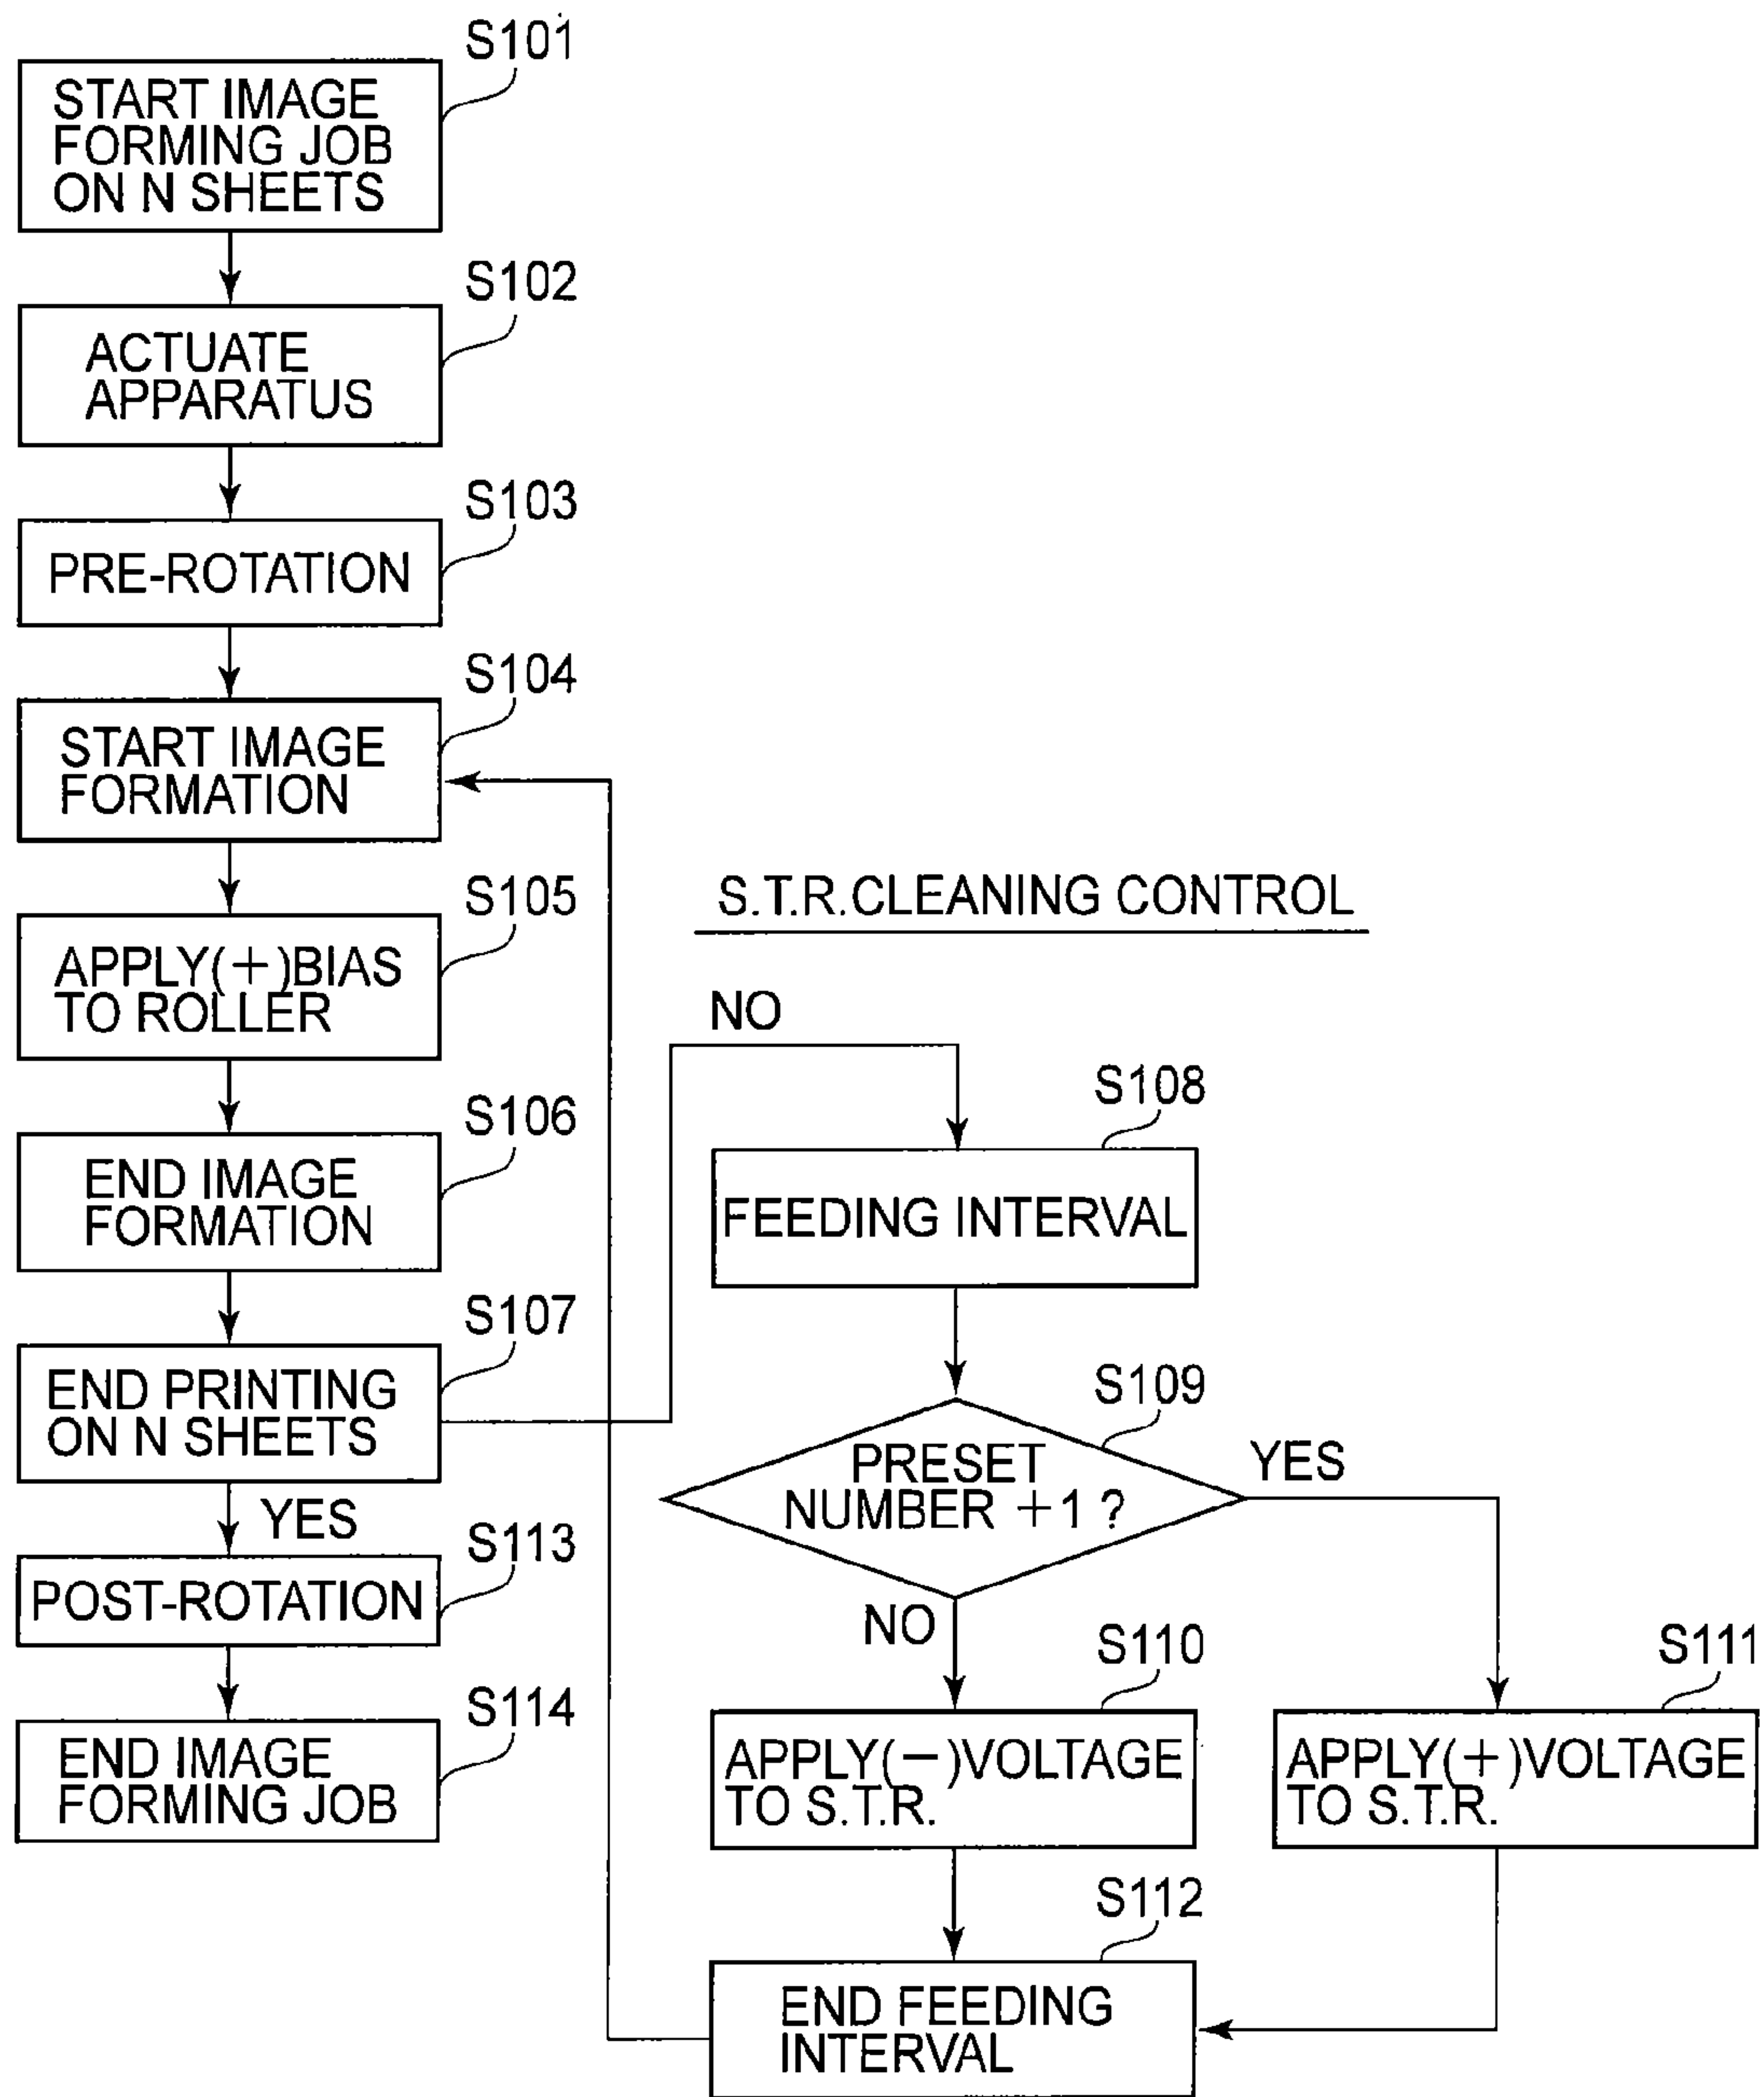 S101
START IMAGE
FORMING JOB
ON N SHEETS
S102
ACTUATE
APPARATUS
S103
PRE-ROTATION
S104
START IMAGE
FORMATION
S105
APPLY(+)BIAS
TO ROLLER
S106
END IMAGE
FORMATION
S107
END PRINTING
ON N SHEETS
YES
S113
POST-ROTATION
S114
END IMAGE
FORMING JOB
S.T.R.CLEANING CONTROL
NO
S108
FEEDING INTERVAL
S109
PRESET
NUMBER +1 ?
YES
NO
S110
APPLY(−)VOLTAGE
TO S.T.R.
S111
APPLY(+)VOLTAGE
TO S.T.R.
S112
END FEEDING
INTERVAL